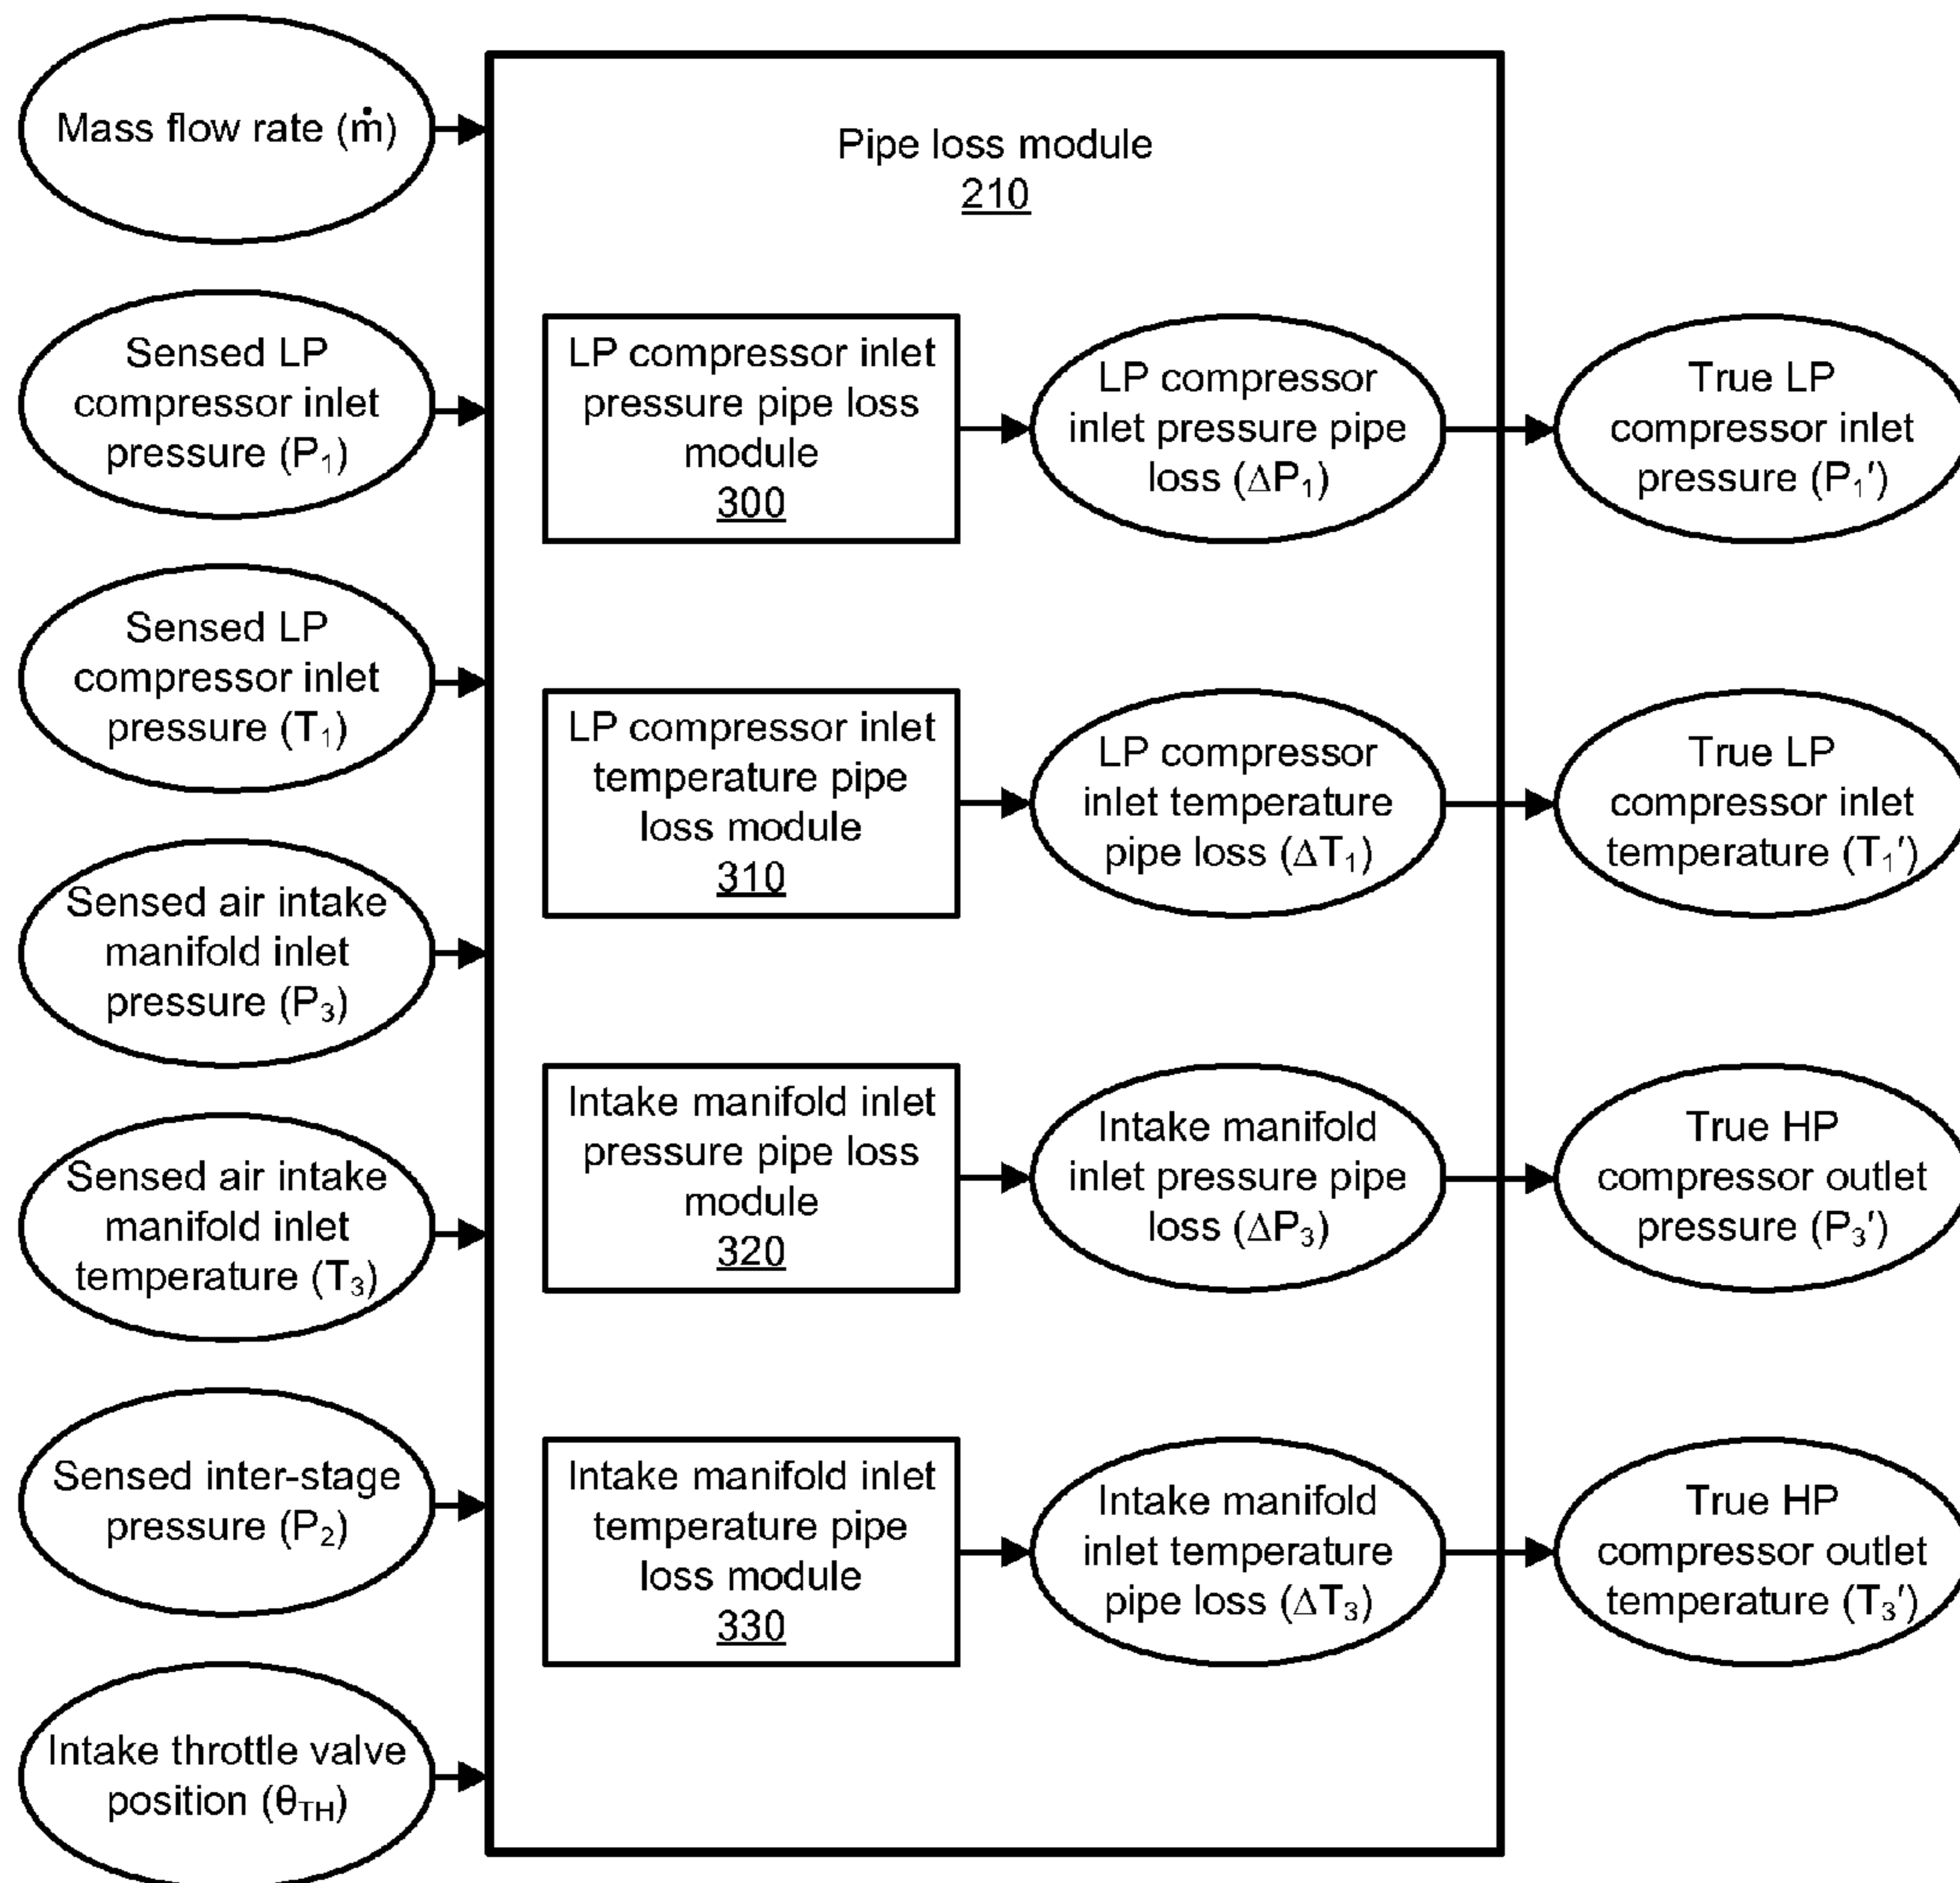 Mass flow rate (ṁ)
Sensed LP
compressor inlet
pressure (P₁)
Sensed LP
compressor inlet
pressure (T₁)
Sensed air intake
manifold inlet
pressure (P₃)
Sensed air intake
manifold inlet
temperature (T₃)
Sensed inter-stage
pressure (P₂)
Intake throttle valve
position (θTH)
Pipe loss module
210
LP compressor inlet
pressure pipe loss
module
300
LP compressor
inlet pressure pipe
loss (ΔP₁)
True LP
compressor inlet
pressure (P₁′)
LP compressor inlet
temperature pipe
loss module
310
LP compressor
inlet temperature
pipe loss (ΔT₁)
True LP
compressor inlet
temperature (T₁′)
Intake manifold inlet
pressure pipe loss
module
320
Intake manifold
inlet pressure pipe
loss (ΔP₃)
True HP
compressor outlet
pressure (P₃′)
Intake manifold inlet
temperature pipe
loss module
330
Intake manifold
inlet temperature
pipe loss (ΔT₃)
True HP
compressor outlet
temperature (T₃′)